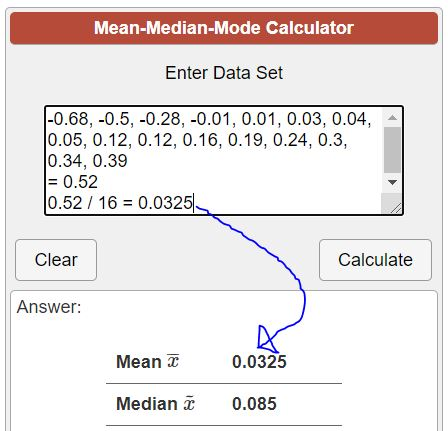 Mean-Median-Mode Calculator
Enter Data Set
-0.68, -0.5, -0.28, -0.01, 0.01, 0.03, 0.04,
0.05, 0.12, 0.12, 0.16, 0.19, 0.24, 0.3,
0.34, 0.39
= 0.52
0.52 / 16 = 0.0325
Clear
Calculate
Answer:
Mean x̅ 0.0325
Median x̃ 0.085